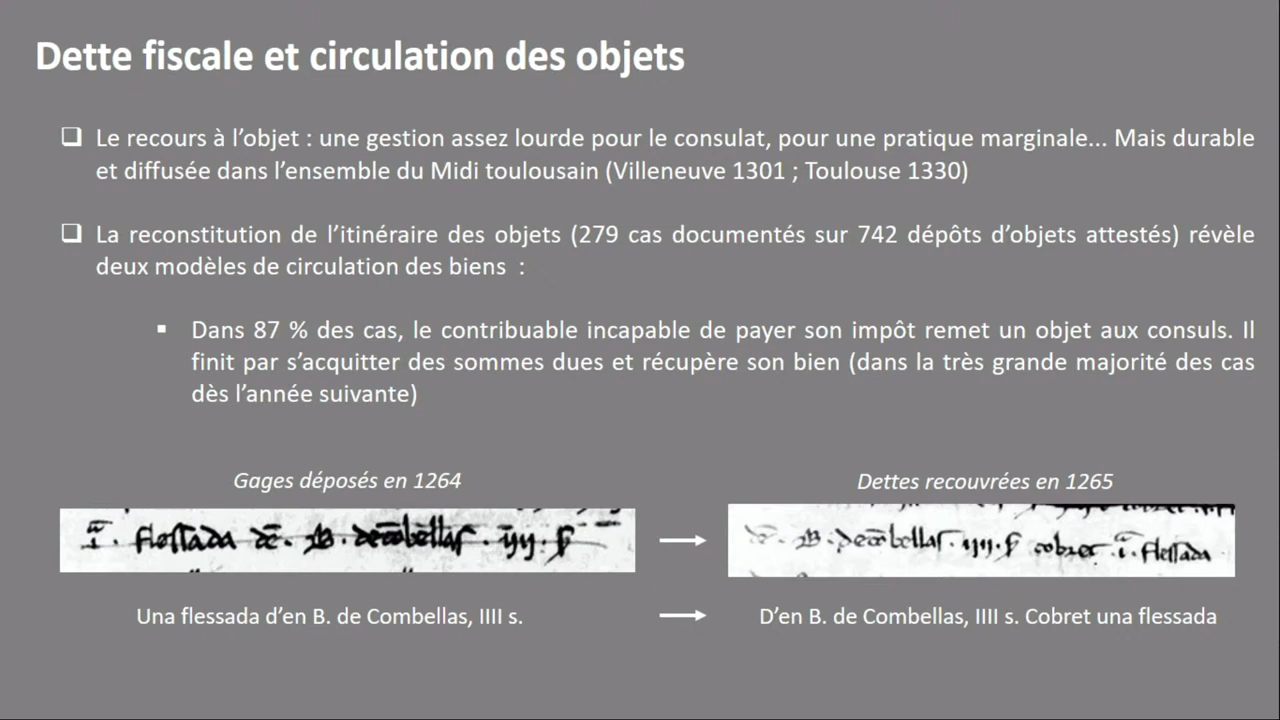 Dette fiscale et circulation des objets
Le recours à l'objet : une gestion assez lourde pour le consulat, pour une pratique marginale... Mais durable
et diffusée dans l'ensemble du Midi toulousain (Villeneuve 1301 ; Toulouse 1330)
La reconstitution de l'itinéraire des objets (279 cas documentés sur 742 dépôts d'objets attestés) révèle
deux modèles de circulation des biens :
Dans 87 % des cas, le contribuable incapable de payer son impôt remet un objet aux consuls. Il
finit par s'acquitter des sommes dues et récupère son bien (dans la très grande majorité des cas
dès l'année suivante)
Gages déposés en 1264
Dettes recouvrées en 1265
flessada
cobret flessada
Una flessada d'en B. de Combellas, IIII s.
D'en B. de Combellas, IIII s. Cobret una flessada